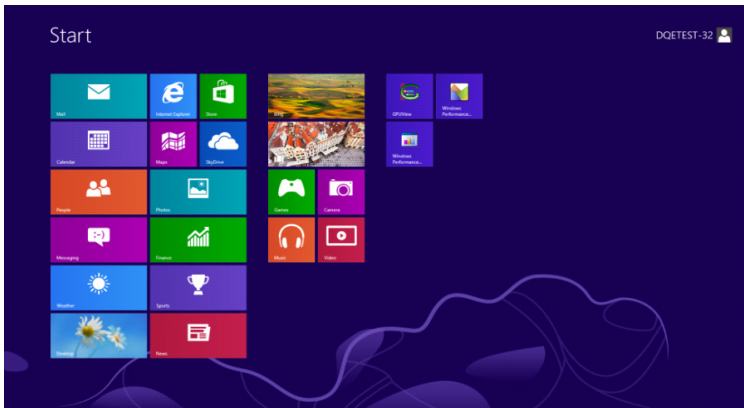 Start
DQETEST-32
Mail
Internet Explorer
Store
Bing
GPUView
Windows
Performance...
Calendar
Maps
SkyDrive
Windows
Performance...
People
Photos
Games
Camera
Messaging
Finance
Music
Video
Weather
Sports
Desktop
News